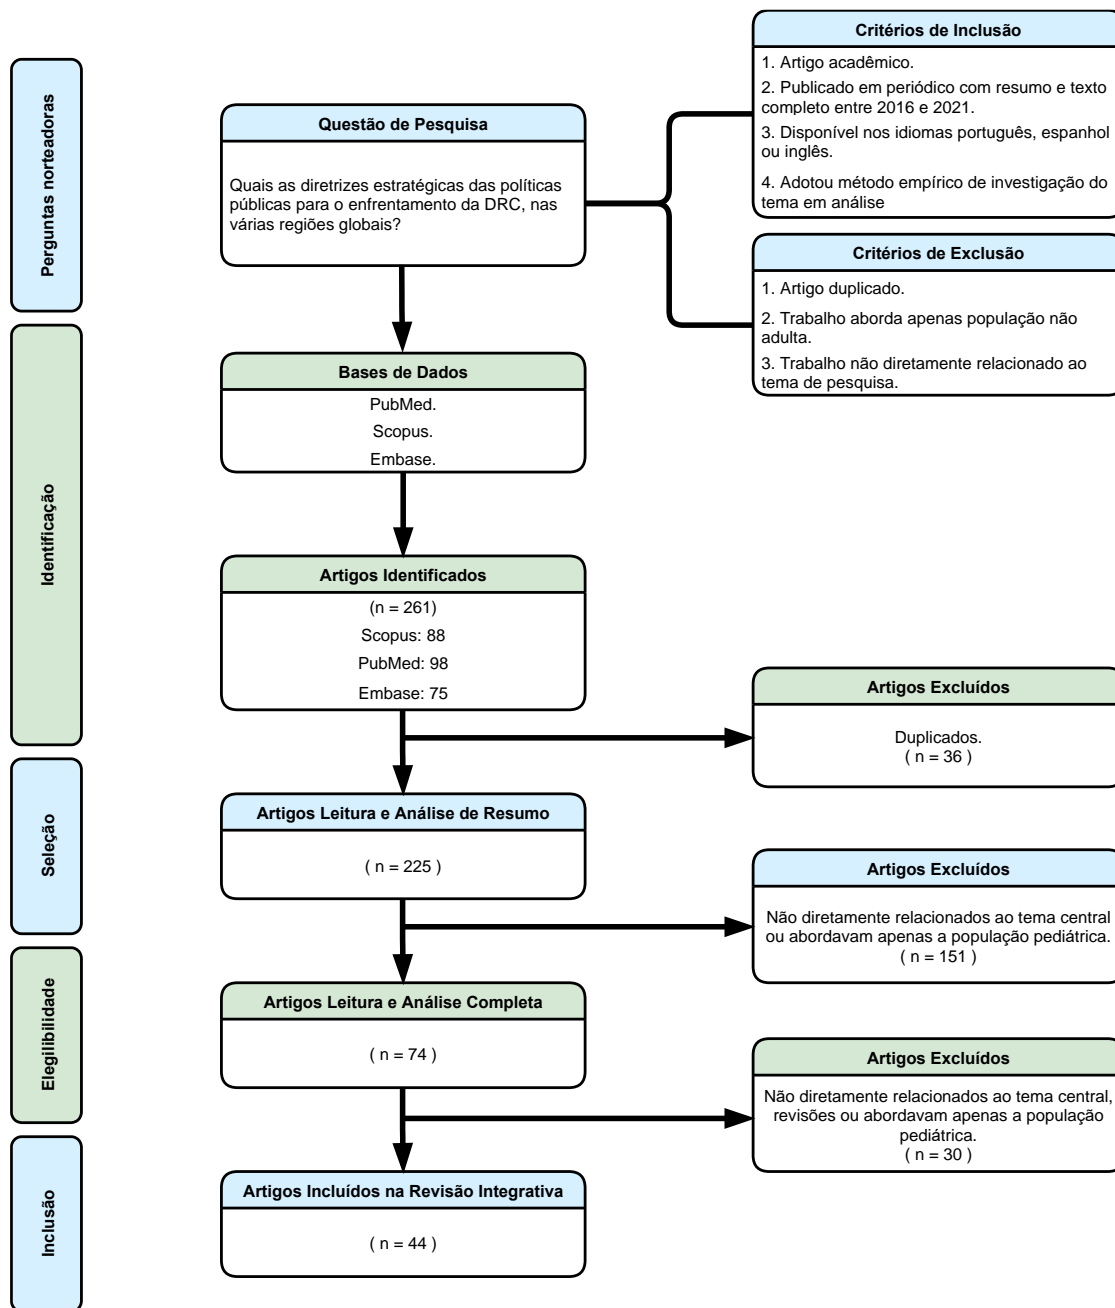 Perguntas norteadoras
Questão de Pesquisa
Quais as diretrizes estratégicas das políticas
públicas para o enfrentamento da DRC, nas
várias regiões globais?
Critérios de Inclusão
1. Artigo acadêmico.
2. Publicado em periódico com resumo e texto
completo entre 2016 e 2021.
3. Disponível nos idiomas português, espanhol
ou inglês.
4. Adotou método empírico de investigação do
tema em análise
Critérios de Exclusão
1. Artigo duplicado.
2. Trabalho aborda apenas população não
adulta.
3. Trabalho não diretamente relacionado ao
tema de pesquisa.
Identificação
Bases de Dados
PubMed.
Scopus.
Embase.
Artigos Identificados
(n = 261)
Scopus: 88
PubMed: 98
Embase: 75
Artigos Excluídos
Duplicados.
( n = 36 )
Seleção
Artigos Leitura e Análise de Resumo
( n = 225 )
Artigos Excluídos
Não diretamente relacionados ao tema central
ou abordavam apenas a população pediátrica.
( n = 151 )
Elegilibilidade
Artigos Leitura e Análise Completa
( n = 74 )
Artigos Excluídos
Não diretamente relacionados ao tema central,
revisões ou abordavam apenas a população
pediátrica.
( n = 30 )
Inclusão
Artigos Incluídos na Revisão Integrativa
( n = 44 )